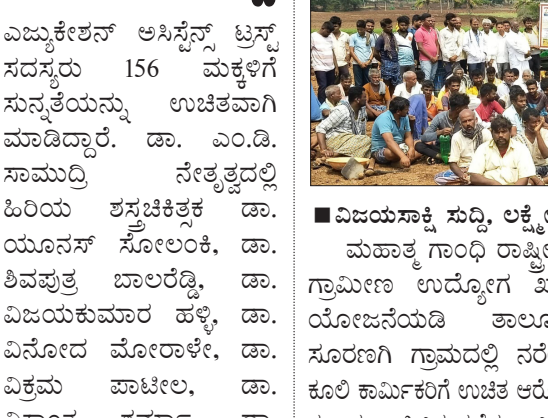 ಎಜ್ಯುಕೇಶನ್ ಅಸಿಸ್ಟೆನ್ಸ್ ಟ್ರಸ್ಟ್
ಸದಸ್ಯರು 156 ಮಕ್ಕಳಿಗೆ
ಸುನ್ನತೆಯನ್ನು ಉಚಿತವಾಗಿ
ಮಾಡಿದ್ದಾರೆ. ಡಾ. ಎಂ.ಡಿ.
ಸಾಮುದ್ರಿ ನೇತೃತ್ವದಲ್ಲಿ
ಹಿರಿಯ ಶಸ್ತ್ರಚಿಕಿತ್ಸಕ ಡಾ.
ಯೂನಸ್ ಸೋಲಂಕಿ, ಡಾ.
ಶಿವಪುತ್ರ ಬಾಲರೆಡ್ಡಿ, ಡಾ.
ವಿಜಯಕುಮಾರ ಹಳ್ಳಿ, ಡಾ.
ವಿನೋದ ಮೋರಾಳೇ, ಡಾ.
ವಿಕ್ರಮ ಪಾಟೀಲ, ಡಾ.
■ ವಿಜಯಸಾಕ್ಷಿ ಸುದ್ದಿ, ಲಕ್ಷ್ಮೇ
ಮಹಾತ್ಮ ಗಾಂಧಿ ರಾಷ್ಟ್ರೀ
ಗ್ರಾಮೀಣ ಉದ್ಯೋಗ ಖ
ಯೋಜನೆಯಡಿ ತಾಲೂ
ಸೂರಣಗಿ ಗ್ರಾಮದಲ್ಲಿ ನರೇ
ಕೂಲಿ ಕಾರ್ಮಿಕರಿಗೆ ಉಚಿತ ಆರೋ